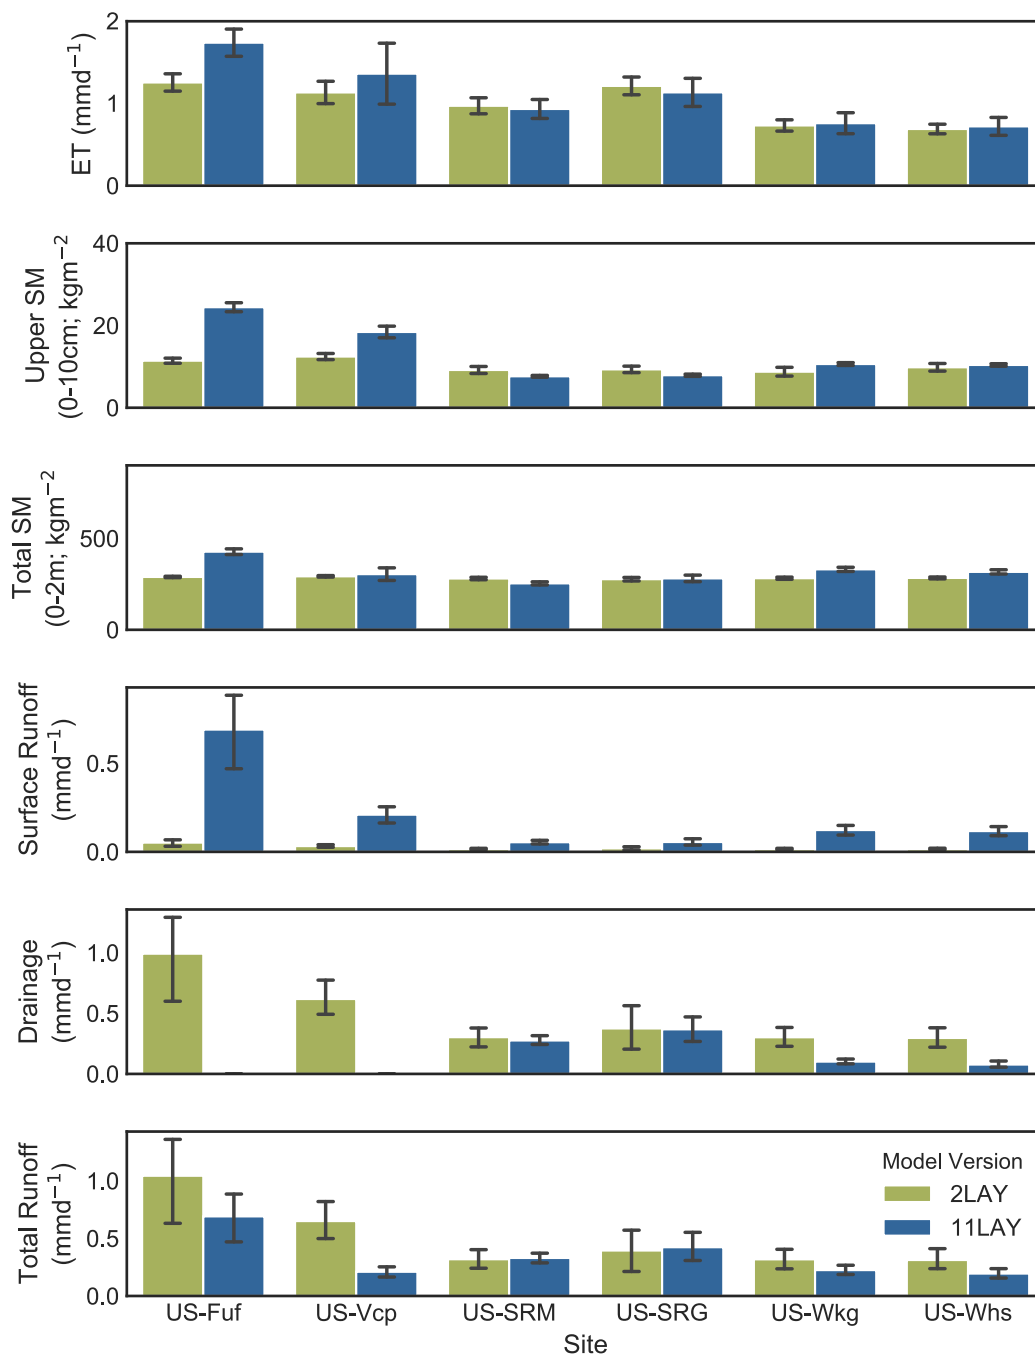 2
1
0
ET (mmd⁻¹)
40
20
0
Upper SM
(0-10cm; kgm⁻²)
500
0
Total SM
(0-2m; kgm⁻²)
0.5
0.0
Surface Runoff
(mmd⁻¹)
1.0
0.5
0.0
Drainage
(mmd⁻¹)
1.0
0.5
0.0
Total Runoff
(mmd⁻¹)
Model Version
2LAY
11LAY
US-Fuf US-Vcp US-SRM US-SRG US-Wkg US-Whs
Site